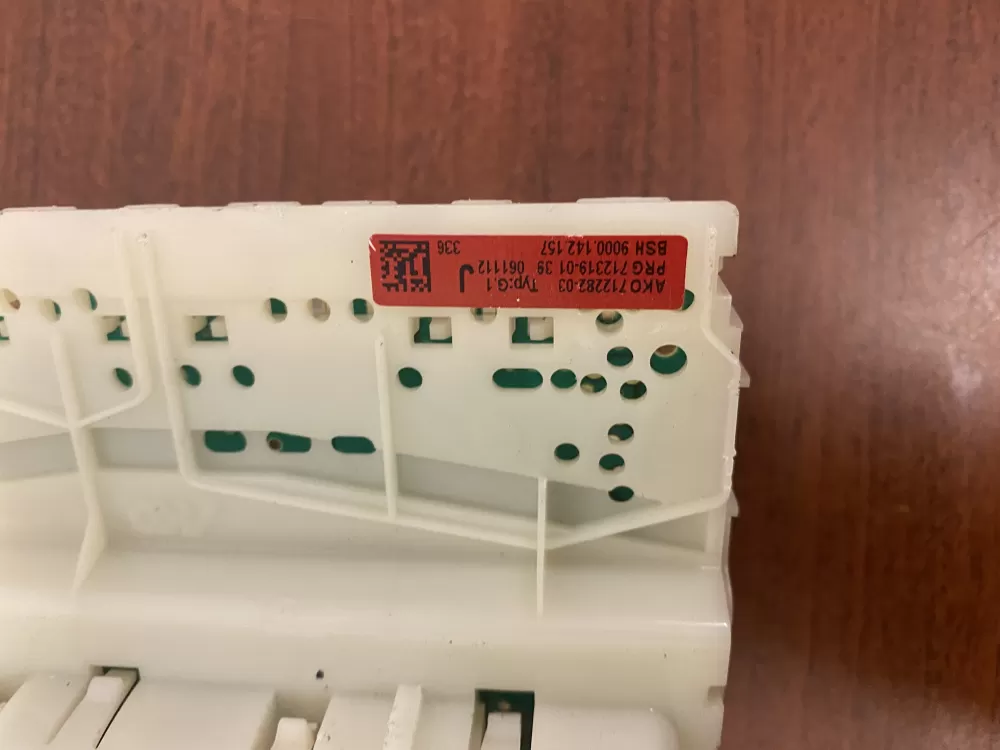 AKO 712282-03 Typ:G.1
PRG 712319-01 39 061112 J
BSH 9000.142.157 336